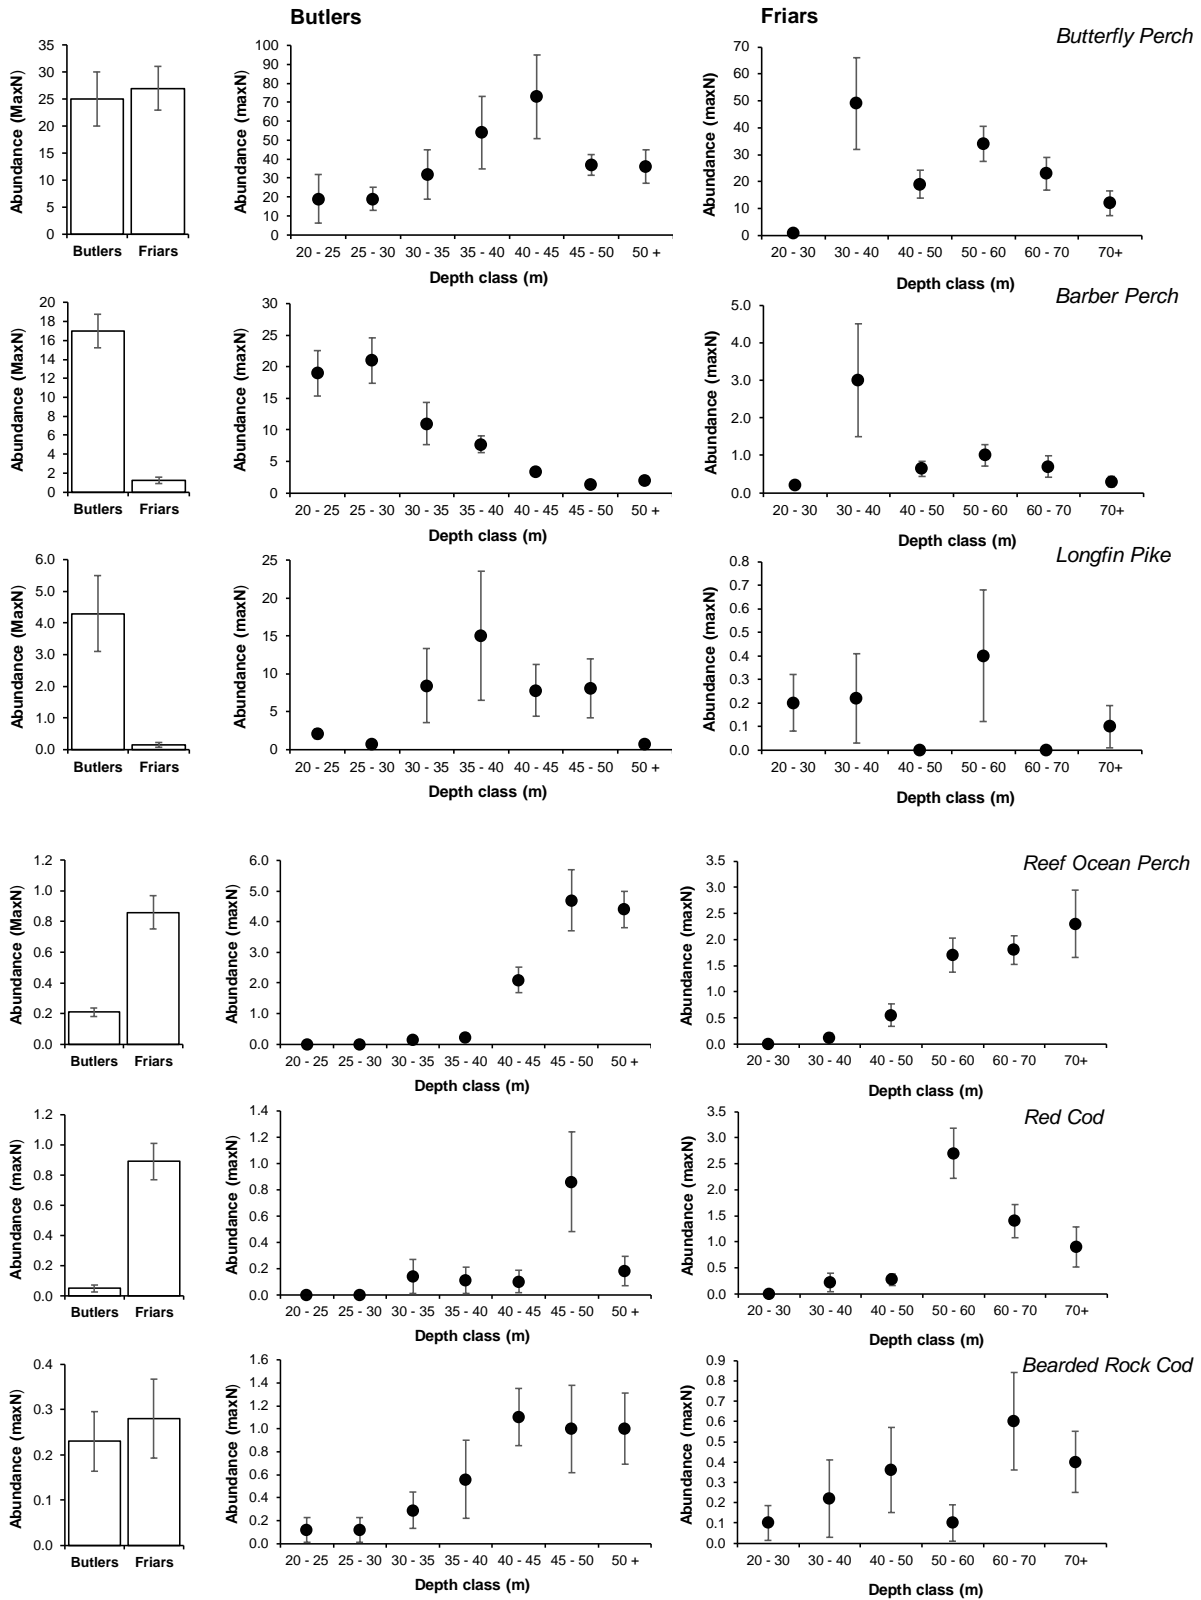 Butlers
Friars
Butterfly Perch
Abundance (MaxN)
35
30
25
20
15
10
5
0
Butlers Friars
Abundance (maxN)
100
90
80
70
60
50
40
30
20
10
0
20 - 25 25 - 30 30 - 35 35 - 40 40 - 45 45 - 50 50 +
Depth class (m)
Abundance (maxN)
70
60
50
40
30
20
10
0
20 - 30 30 - 40 40 - 50 50 - 60 60 - 70 70+
Depth class (m)
Barber Perch
Abundance (MaxN)
20
18
16
14
12
10
8
6
4
2
0
Butlers Friars
Abundance (maxN)
30
25
20
15
10
5
0
20 - 25 25 - 30 30 - 35 35 - 40 40 - 45 45 - 50 50 +
Depth class (m)
Abundance (maxN)
5.0
4.0
3.0
2.0
1.0
0.0
20 - 30 30 - 40 40 - 50 50 - 60 60 - 70 70+
Depth class (m)
Longfin Pike
Abundance (MaxN)
6.0
5.0
4.0
3.0
2.0
1.0
0.0
Butlers Friars
Abundance (maxN)
25
20
15
10
5
0
20 - 25 25 - 30 30 - 35 35 - 40 40 - 45 45 - 50 50 +
Depth class (m)
Abundance (maxN)
0.8
0.7
0.6
0.5
0.4
0.3
0.2
0.1
0.0
20 - 30 30 - 40 40 - 50 50 - 60 60 - 70 70+
Depth class (m)
Reef Ocean Perch
Abundance (MaxN)
1.2
1.0
0.8
0.6
0.4
0.2
0.0
Butlers Friars
Abundance (maxN)
6.0
5.0
4.0
3.0
2.0
1.0
0.0
20 - 25 25 - 30 30 - 35 35 - 40 40 - 45 45 - 50 50 +
Depth class (m)
Abundance (maxN)
3.5
3.0
2.5
2.0
1.5
1.0
0.5
0.0
20 - 30 30 - 40 40 - 50 50 - 60 60 - 70 70+
Depth class (m)
Red Cod
Abundance (maxN)
1.2
1.0
0.8
0.6
0.4
0.2
0.0
Butlers Friars
Abundance (maxN)
1.4
1.2
1.0
0.8
0.6
0.4
0.2
0.0
20 - 25 25 - 30 30 - 35 35 - 40 40 - 45 45 - 50 50 +
Depth class (m)
Abundance (maxN)
3.5
3.0
2.5
2.0
1.5
1.0
0.5
0.0
20 - 30 30 - 40 40 - 50 50 - 60 60 - 70 70+
Depth class (m)
Bearded Rock Cod
Abundance (maxN)
0.4
0.3
0.2
0.1
0.0
Butlers Friars
Abundance (maxN)
1.6
1.4
1.2
1.0
0.8
0.6
0.4
0.2
0.0
20 - 25 25 - 30 30 - 35 35 - 40 40 - 45 45 - 50 50 +
Depth class (m)
Abundance (maxN)
0.9
0.8
0.7
0.6
0.5
0.4
0.3
0.2
0.1
0.0
20 - 30 30 - 40 40 - 50 50 - 60 60 - 70 70+
Depth class (m)